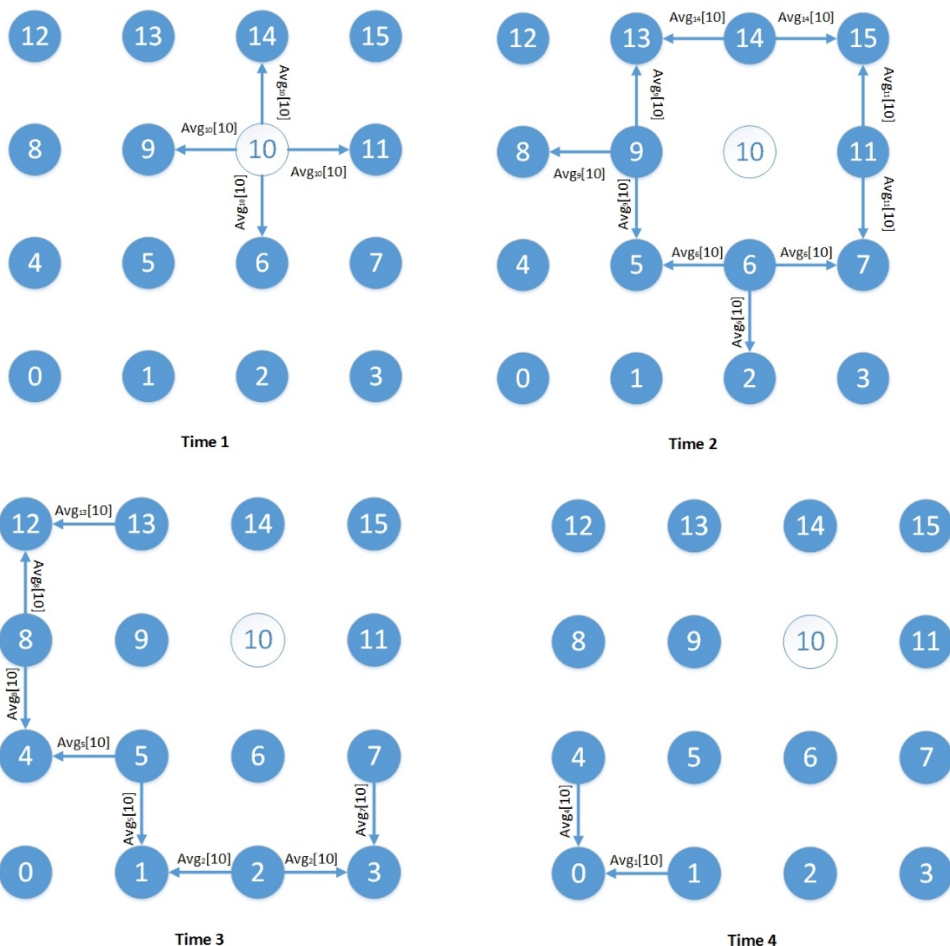 12 13 14 15
Avg₁₀[10]
Avg₁₀[10]
8 9 10 11
Avg₁₀[10]
Avg₁₀[10]
4 5 6 7
0 1 2 3
Time 1
Avg₁₄[10] Avg₁₄[10]
12 13 14 15
Avg₉[10] Avg₁₁[10]
8 9 10 11
Avg₉[10]
Avg₉[10] Avg₁₁[10]
Avg₆[10] Avg₆[10]
4 5 6 7
Avg₆[10]
0 1 2 3
Time 2
Avg₁₃[10]
12 13 14 15
Avg₈[10]
8 9 10 11
Avg₈[10]
Avg₅[10]
4 5 6 7
Avg₅[10] Avg₇[10]
Avg₂[10] Avg₂[10]
0 1 2 3
Time 3
12 13 14 15
8 9 10 11
4 5 6 7
Avg₄[10]
Avg₁[10]
0 1 2 3
Time 4